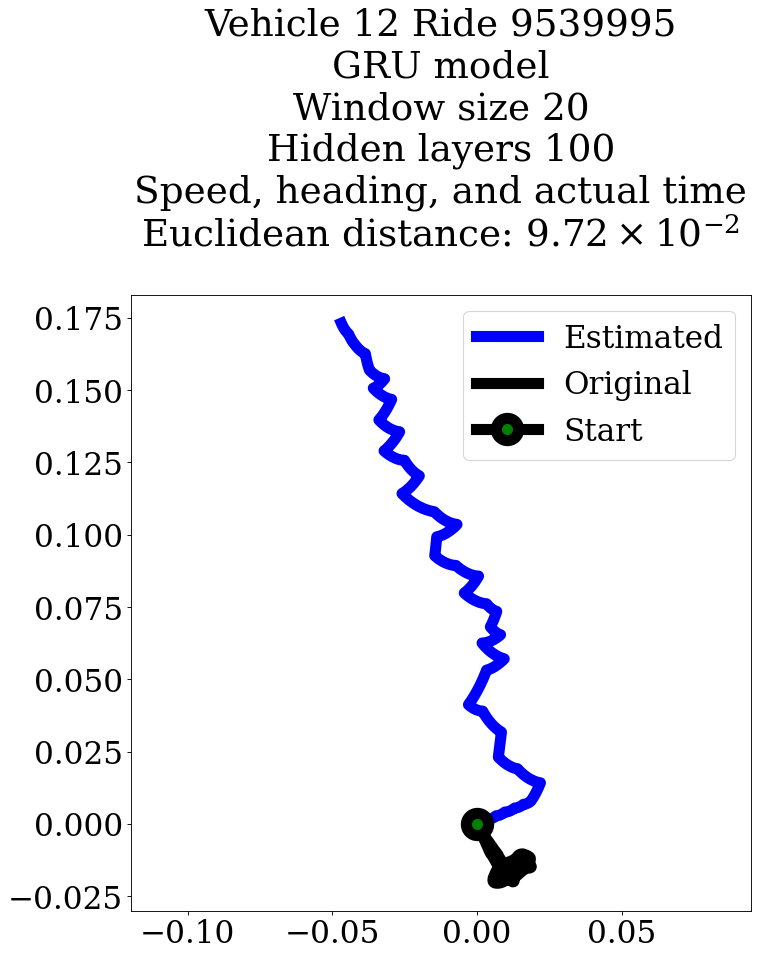 Vehicle 12 Ride 9539995
GRU model
Window size 20
Hidden layers 100
Speed, heading, and actual time
Euclidean distance: 9.72 × 10⁻²
Estimated
Original
Start
0.175
0.150
0.125
0.100
0.075
0.050
0.025
0.000
−0.025
−0.10
−0.05
0.00
0.05